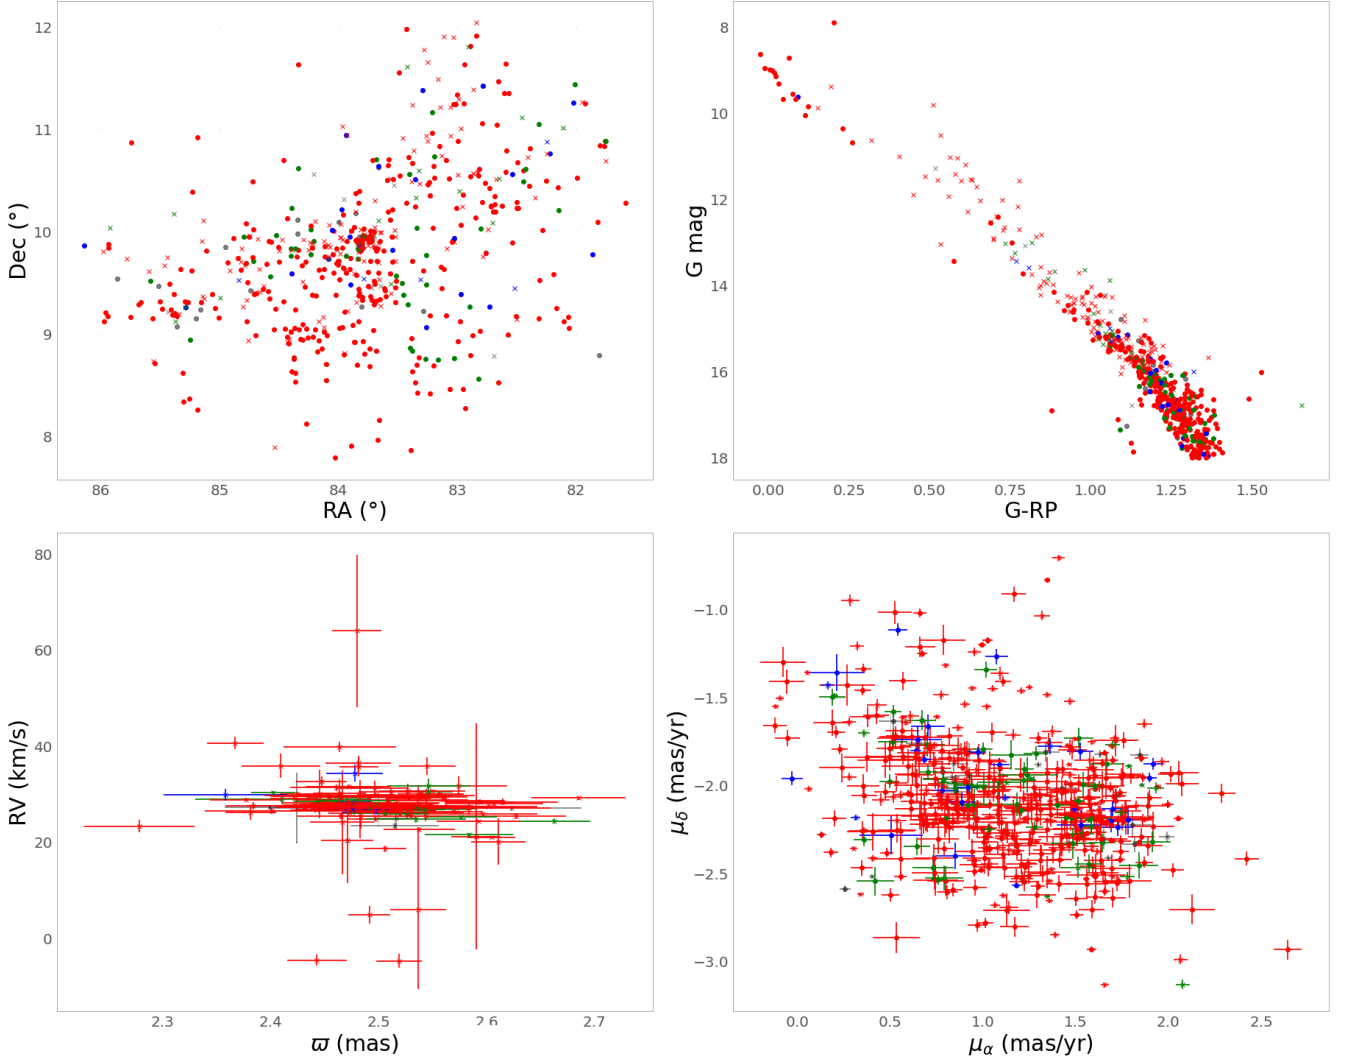 12
11
10
9
8
Dec (°)
86 85 84 83 82
RA (°)
8
10
12
14
16
18
G mag
0.00 0.25 0.50 0.75 1.00 1.25 1.50
G-RP
80
60
40
20
0
RV (km/s)
2.3 2.4 2.5 2.6 2.7
ϖ (mas)
−1.0
−1.5
−2.0
−2.5
−3.0
μδ (mas/yr)
0.0 0.5 1.0 1.5 2.0 2.5
μα (mas/yr)